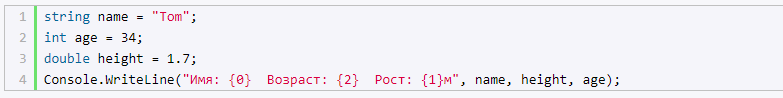 1 string name = "Tom";
2 int age = 34;
3 double height = 1.7;
4 Console.WriteLine("Имя: {0}  Возраст: {2}  Рост: {1}м", name, height, age);